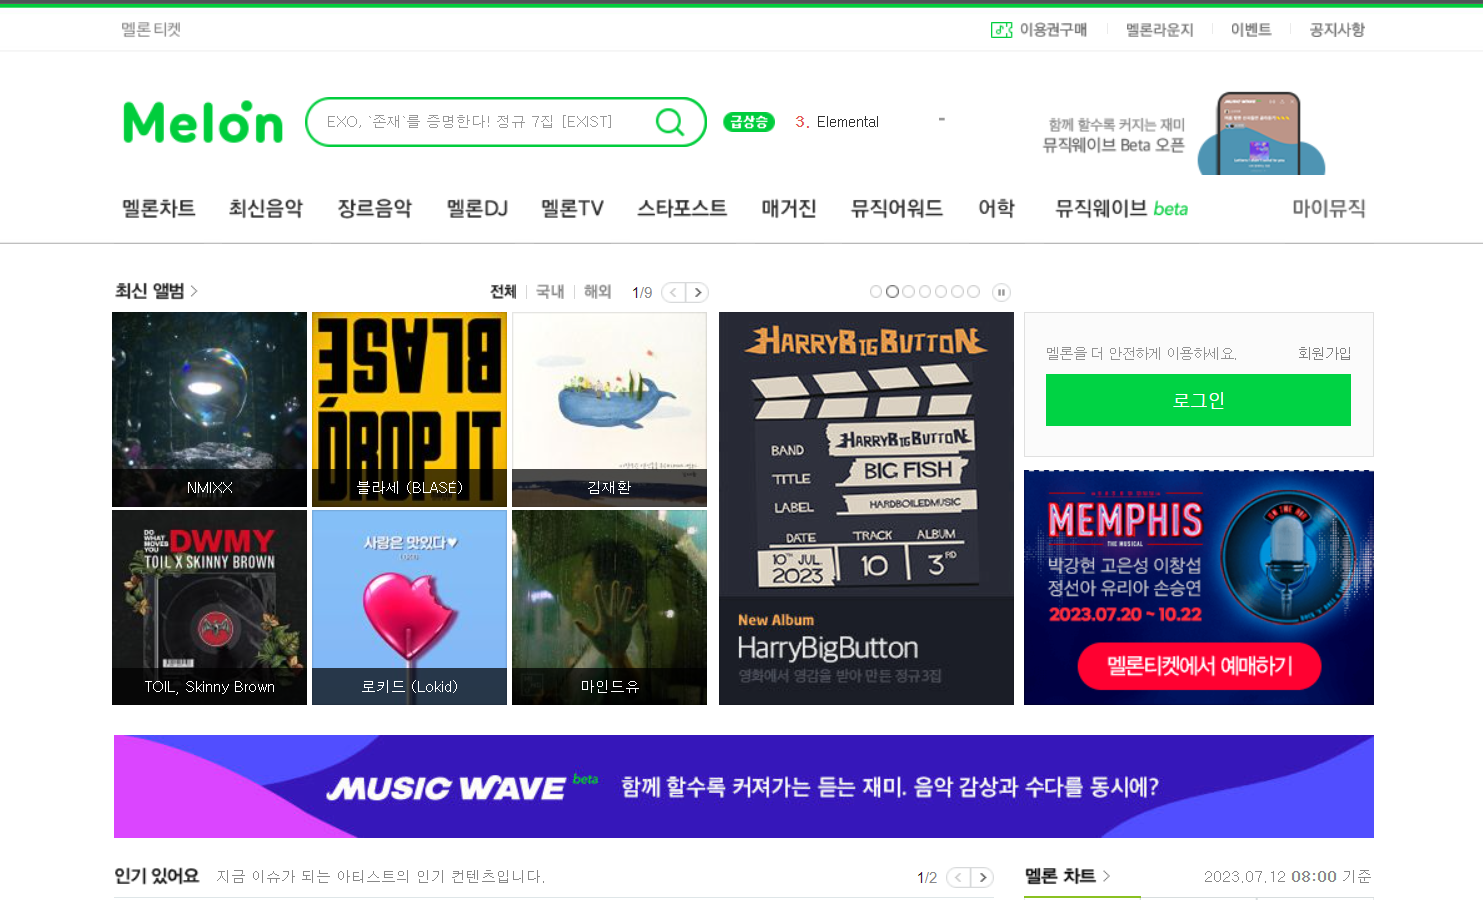 멜론티켓
이용권구매
멜론라운지
이벤트
공지사항
Melon
EXO, `존재`를 증명한다! 정규 7집 [EXIST]
급상승
3. Elemental
함께 할수록 커지는 재미
뮤직웨이브 Beta 오픈
MUSIC WAVE
멜론차트
최신음악
장르음악
멜론DJ
멜론TV
스타포스트
매거진
뮤직어워드
어학
뮤직웨이브 beta
마이뮤직
최신 앨범 >
전체
국내
해외
1/9
NMIXX
BLASÉ
DROP IT
블라세 (BLASÉ)
김재환
DO
WHAT
MOVES
YOU
DWMY
TOIL X SKINNY BROWN
TOIL, Skinny Brown
사랑은 맛있다♥
로키드 (Lokid)
마인드유
HARRYBIGBUTTON
BAND HARRYBIGBUTTON
TITLE BIG FISH
LABEL HARDBOILEDMUSIC
DATE TRACK ALBUM
10TH JUL. 2023 10 3RD
New Album
HarryBigButton
영화에서 영감을 받아 만든 정규3집
멜론을 더 안전하게 이용하세요.
회원가입
로그인
MEMPHIS
THE MUSICAL
ON THE AIR
박강현 고은성 이창섭
정선아 유리아 손승연
2023.07.20 ~ 10.22
멜론티켓에서 예매하기
MUSIC WAVE beta 함께 할수록 커져가는 듣는 재미. 음악 감상과 수다를 동시에?
인기 있어요
지금 이슈가 되는 아티스트의 인기 컨텐츠입니다.
1/2
멜론 차트 >
2023.07.12 08:00 기준